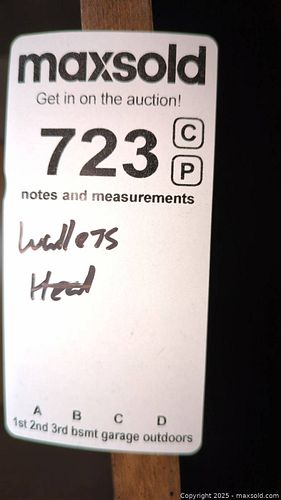 maxsold
Get in on the auction!
723 C
P
notes and measurements
Head
A B C D
1st 2nd 3rd bsmt garage outdoors
Copyright © 2025 - maxsold.com